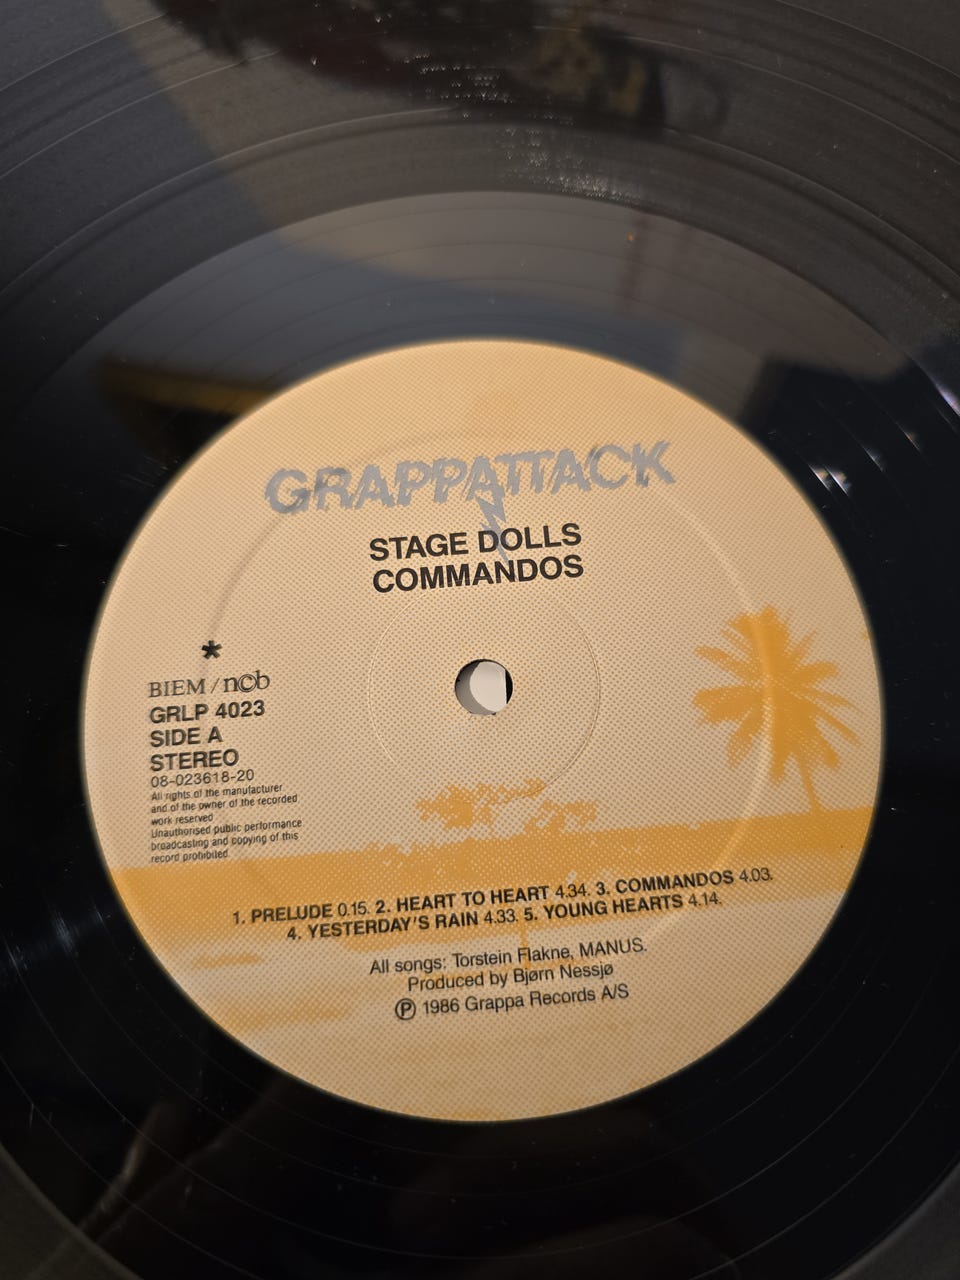 GRAPPATTACK
STAGE DOLLS
COMMANDOS
*
BIEM / n©b
GRLP 4023
SIDE A
STEREO
08-023618-20
All rights of the manufacturer
and of the owner of the recorded
work reserved
Unauthorised public performance
broadcasting and copying of this
record prohibited
1. PRELUDE 0.15. 2. HEART TO HEART 4.34. 3. COMMANDOS 4.03.
4. YESTERDAY'S RAIN 4.33. 5. YOUNG HEARTS 4.14.
All songs: Torstein Flakne, MANUS.
Produced by Bjørn Nessjø
Ⓟ 1986 Grappa Records A/S